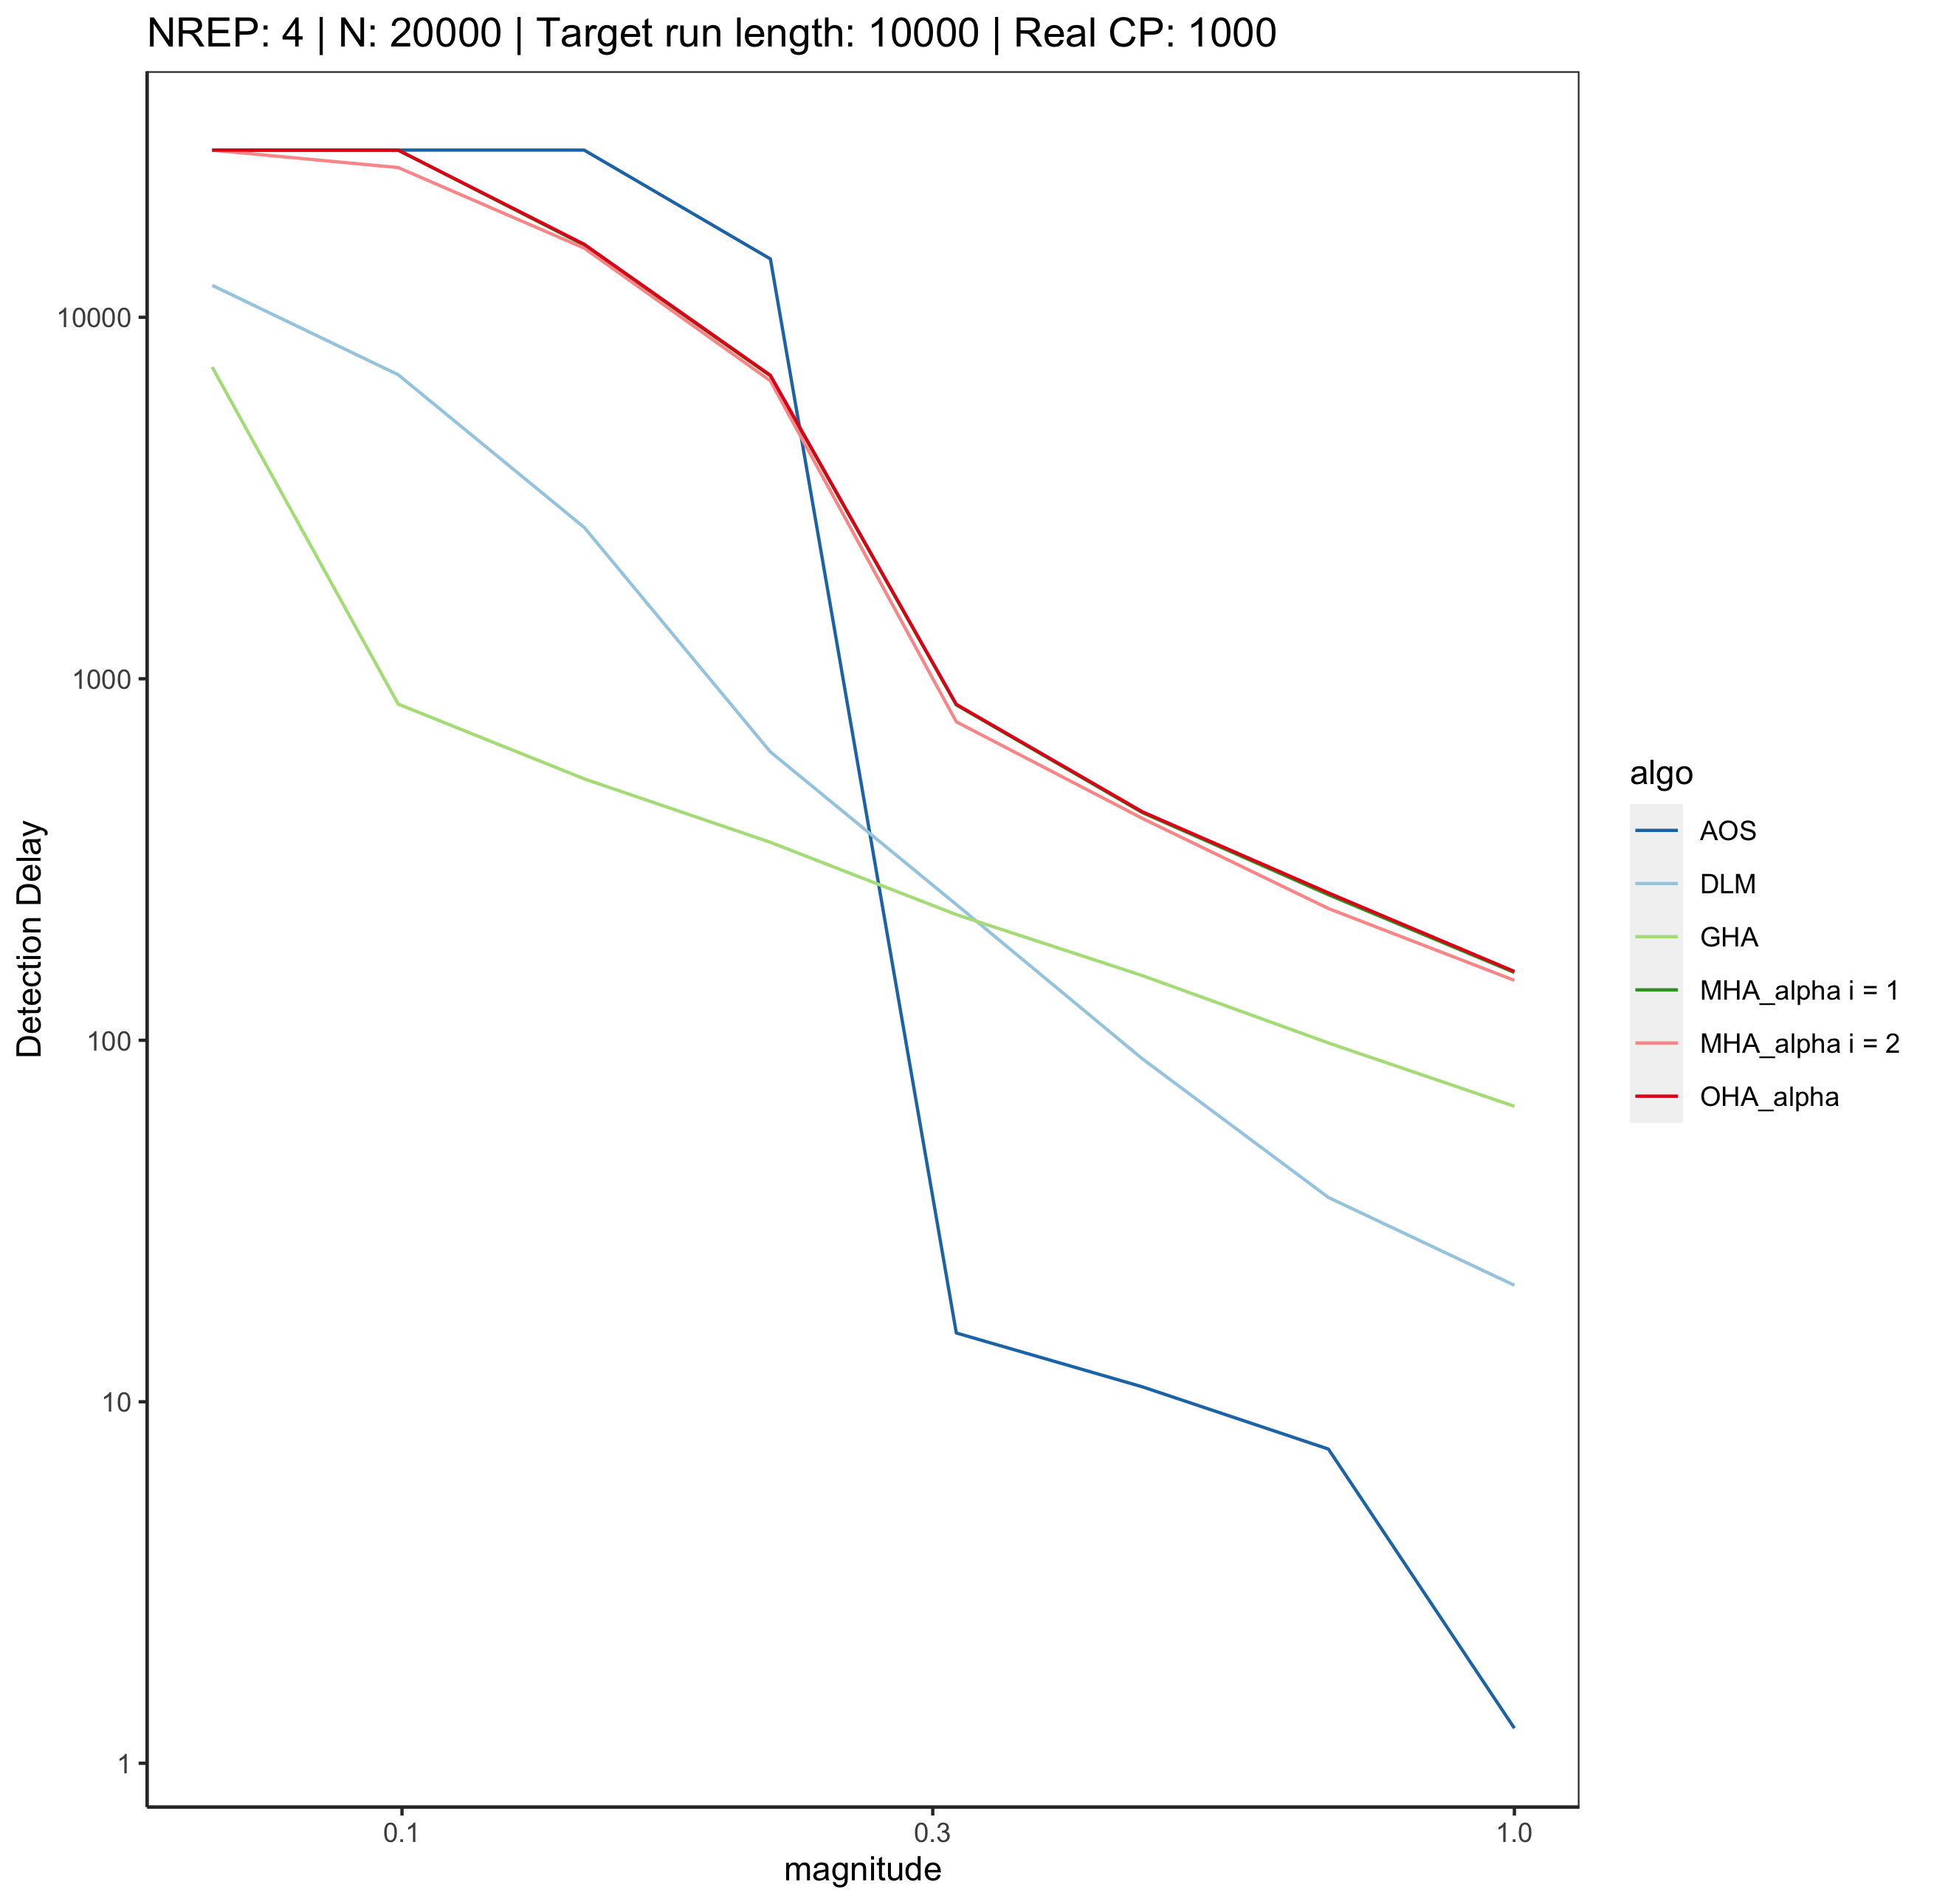 NREP: 4 | N: 20000 | Target run length: 10000 | Real CP: 1000
Detection Delay
10000
1000
100
10
1
0.1
0.3
1.0
magnitude
algo
AOS
DLM
GHA
MHA_alpha i = 1
MHA_alpha i = 2
OHA_alpha